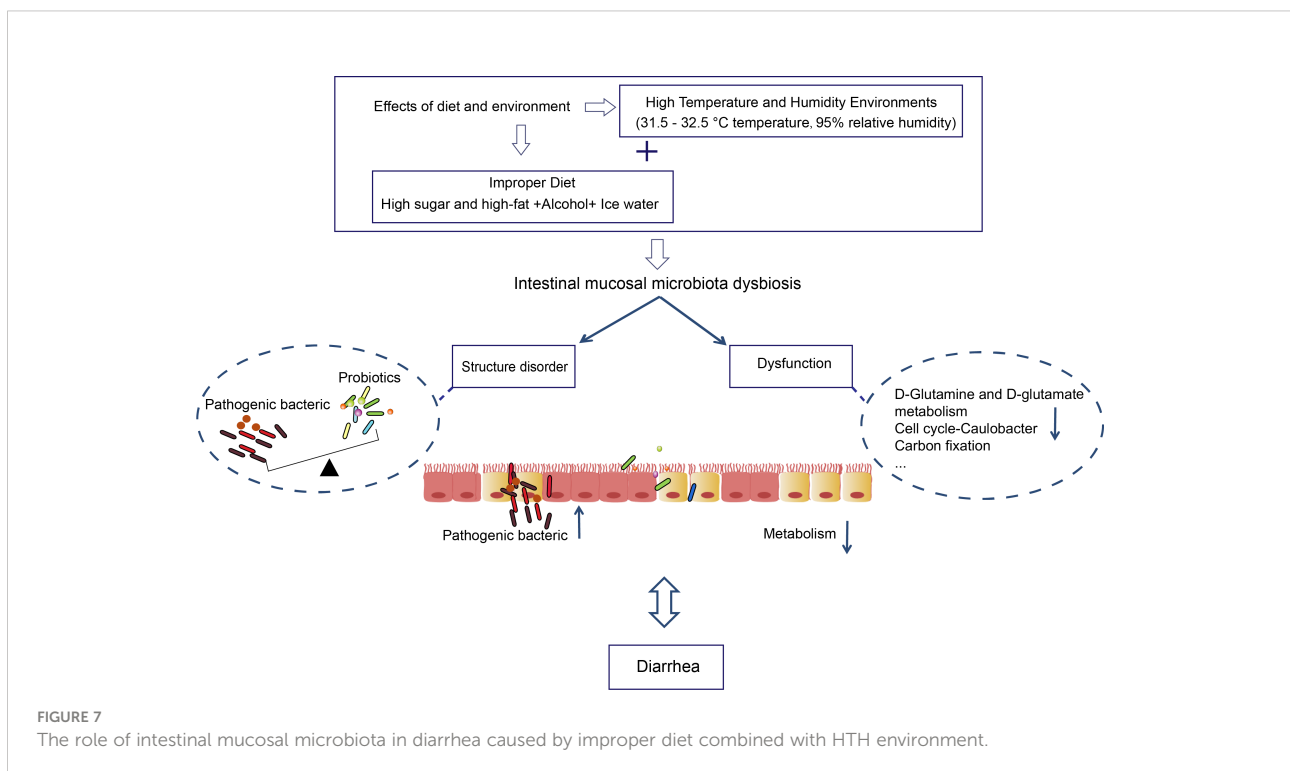 Effects of diet and environment
High Temperature and Humidity Environments
(31.5 - 32.5 °C temperature, 95% relative humidity)
+
Improper Diet
High sugar and high-fat +Alcohol+ Ice water
Intestinal mucosal microbiota dysbiosis
Structure disorder
Dysfunction
Probiotics
Pathogenic bacteric
D-Glutamine and D-glutamate
metabolism
Cell cycle-Caulobacter
Carbon fixation
...
Pathogenic bacteric
Metabolism
Diarrhea
FIGURE 7
The role of intestinal mucosal microbiota in diarrhea caused by improper diet combined with HTH environment.